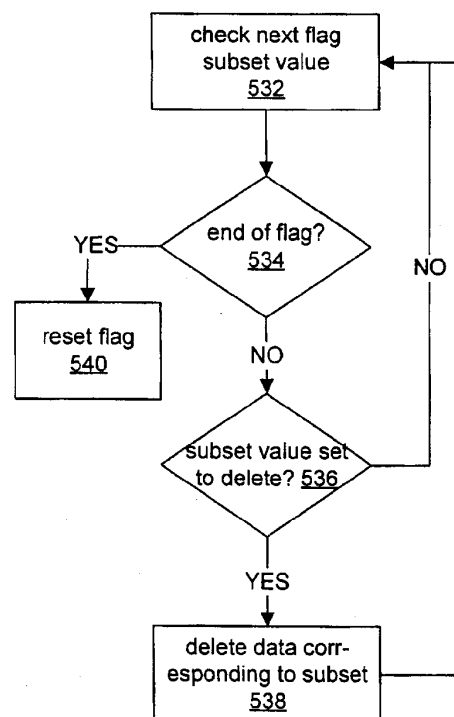 check next flag
subset value
532
end of flag?
534
YES
reset flag
540
NO
NO
subset value set
to delete? 536
YES
delete data corr-
esponding to subset
538